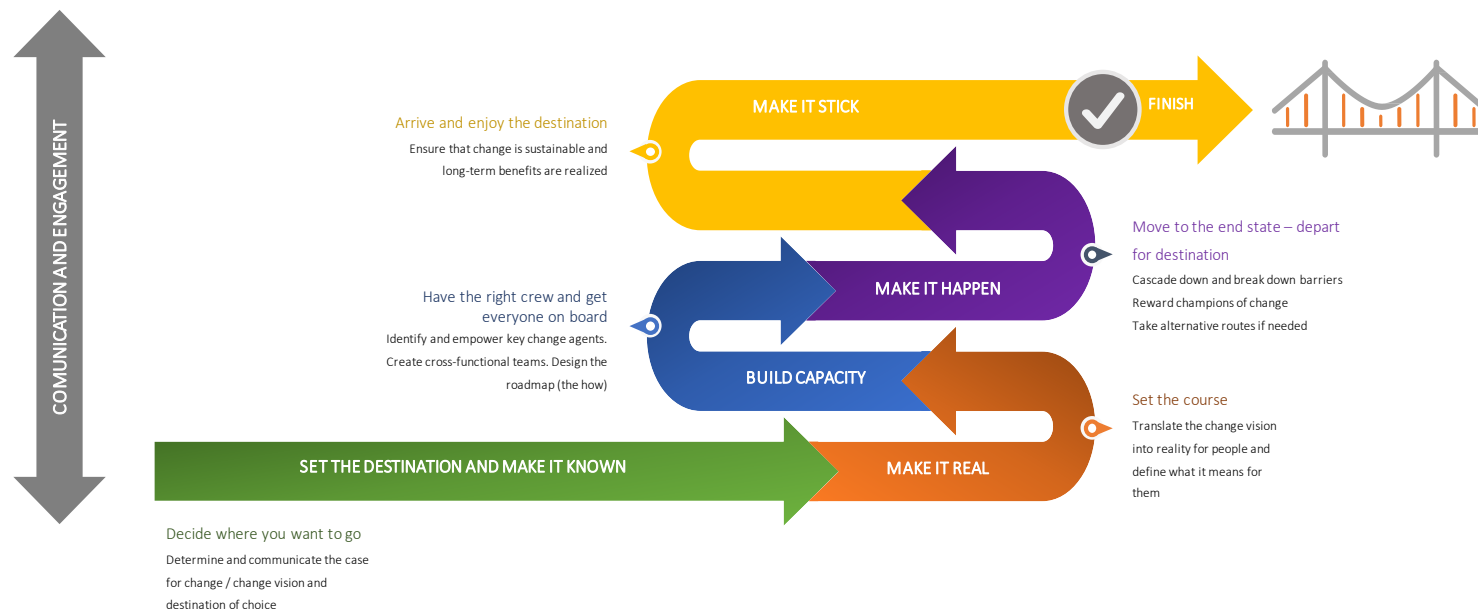 COMUNICATION AND ENGAGEMENT
MAKE IT STICK
FINISH
Arrive and enjoy the destination
Ensure that change is sustainable and
long-term benefits are realized
Move to the end state – depart
for destination
Cascade down and break down barriers
Reward champions of change
Take alternative routes if needed
MAKE IT HAPPEN
Have the right crew and get
everyone on board
Identify and empower key change agents.
Create cross-functional teams. Design the
roadmap (the how)
BUILD CAPACITY
Set the course
Translate the change vision
into reality for people and
define what it means for
them
SET THE DESTINATION AND MAKE IT KNOWN
MAKE IT REAL
Decide where you want to go
Determine and communicate the case
for change / change vision and
destination of choice